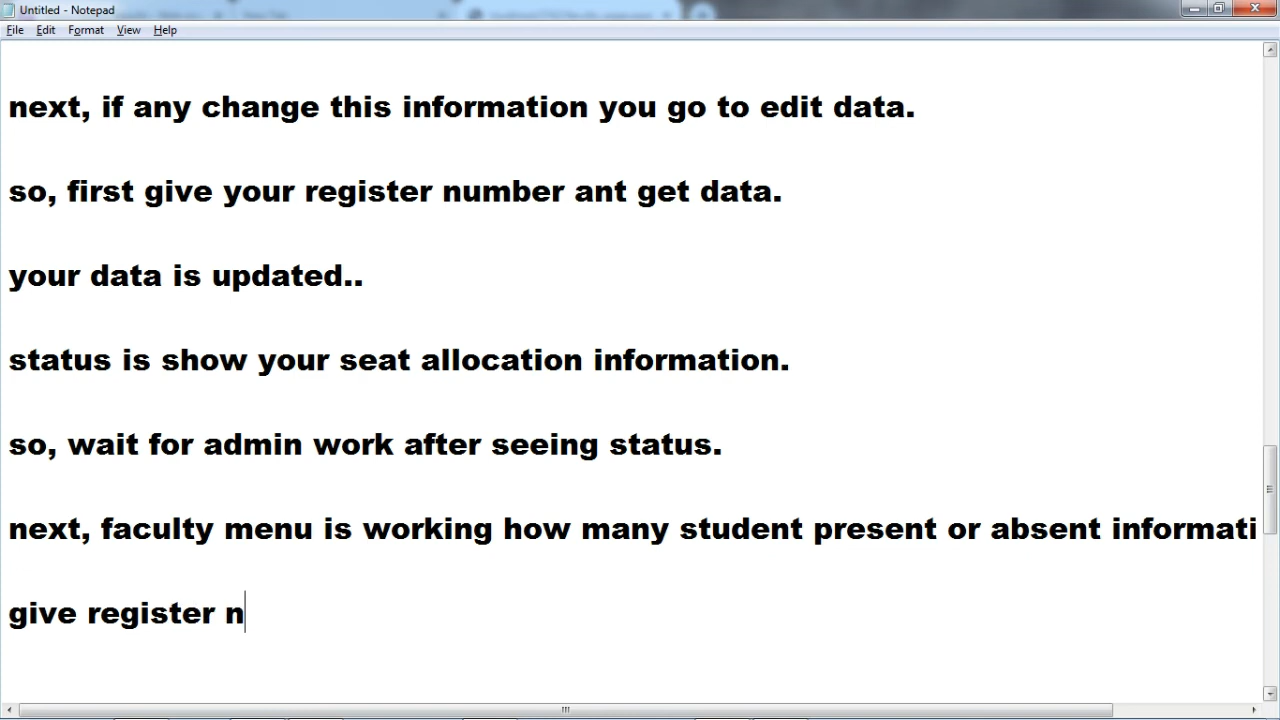 Untitled - Notepad
File Edit Format View Help
next, if any change this information you go to edit data.
so, first give your register number ant get data.
your data is updated..
status is show your seat allocation information.
so, wait for admin work after seeing status.
next, faculty menu is working how many student present or absent informati
give register n